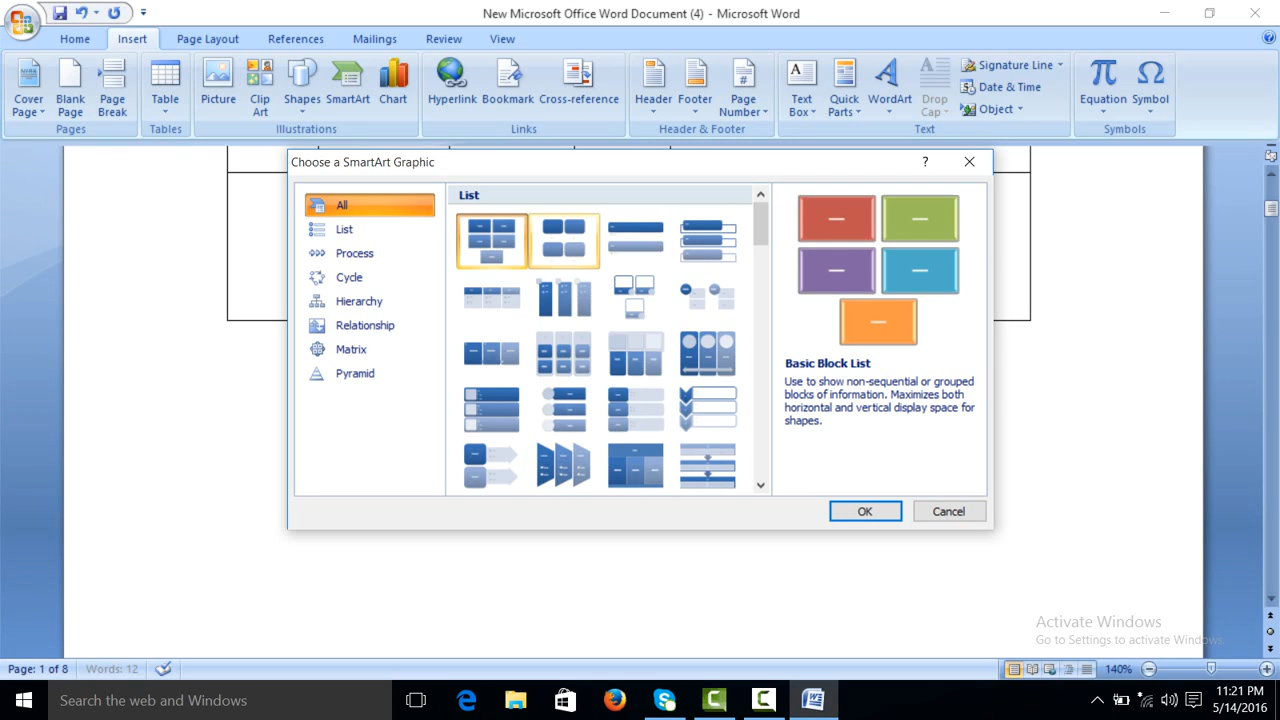 New Microsoft Office Word Document (4) - Microsoft Word
Home Insert Page Layout References Mailings Review View
Cover Page Blank Page Page Break
Pages
Table
Tables
Picture Clip Art Shapes SmartArt Chart
Illustrations
Hyperlink Bookmark Cross-reference
Links
Header Footer Page Number
Header & Footer
Text Box Quick Parts WordArt Drop Cap
Signature Line
Date & Time
Object
Text
Equation Symbol
Symbols
Choose a SmartArt Graphic
All
List
Process
Cycle
Hierarchy
Relationship
Matrix
Pyramid
List
Basic Block List
Use to show non-sequential or grouped
blocks of information. Maximizes both
horizontal and vertical display space for
shapes.
OK Cancel
Activate Windows
Go to Settings to activate Windows.
Page: 1 of 8 Words: 12 140%
Search the web and Windows
11:21 PM
5/14/2016